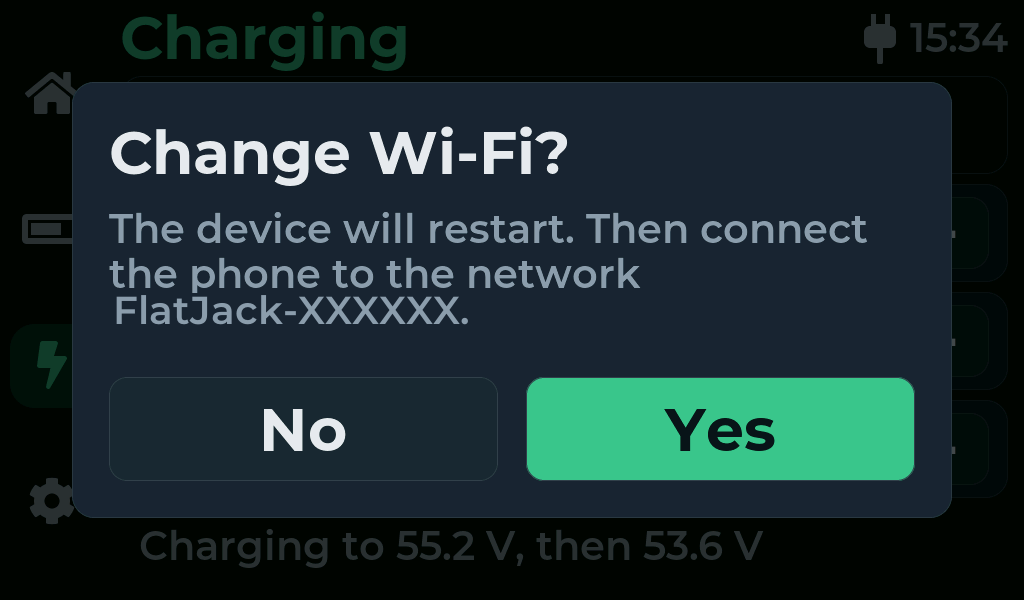 Charging
15:34
Change Wi-Fi?
The device will restart. Then connect
the phone to the network
FlatJack-XXXXXX.
No
Yes
Charging to 55.2 V, then 53.6 V